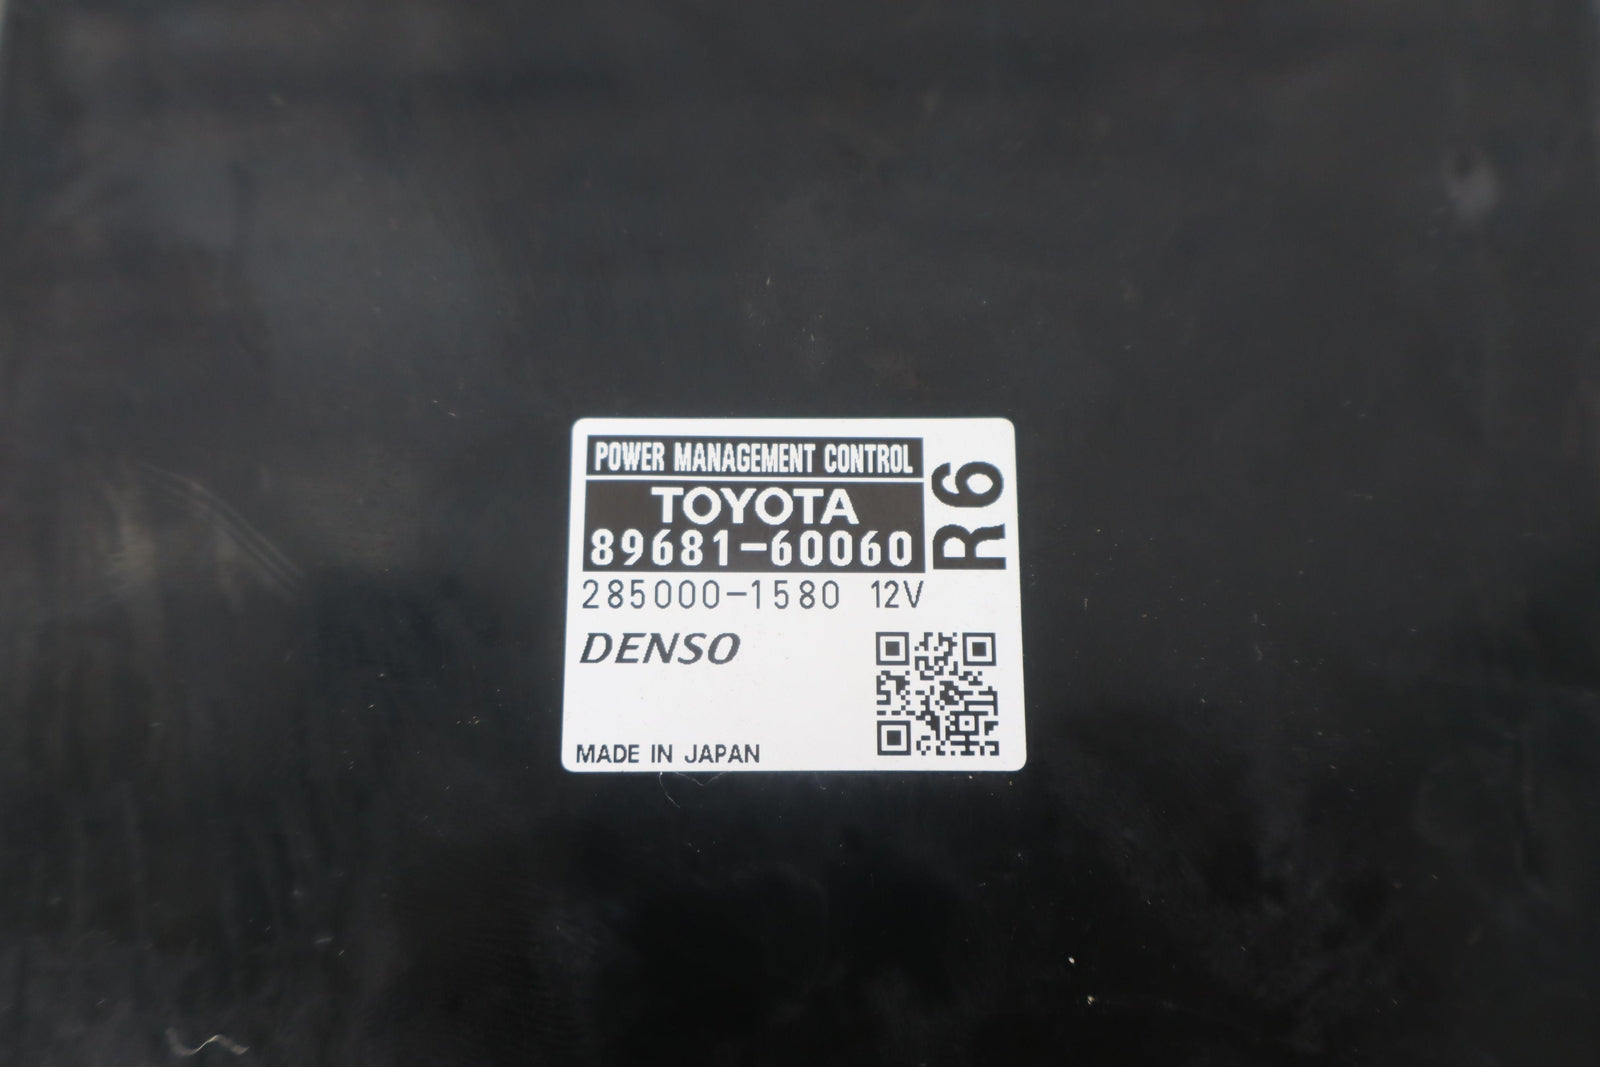 POWER MANAGEMENT CONTROL
TOYOTA
89681-60060
R6
285000-1580 12V
DENSO
MADE IN JAPAN